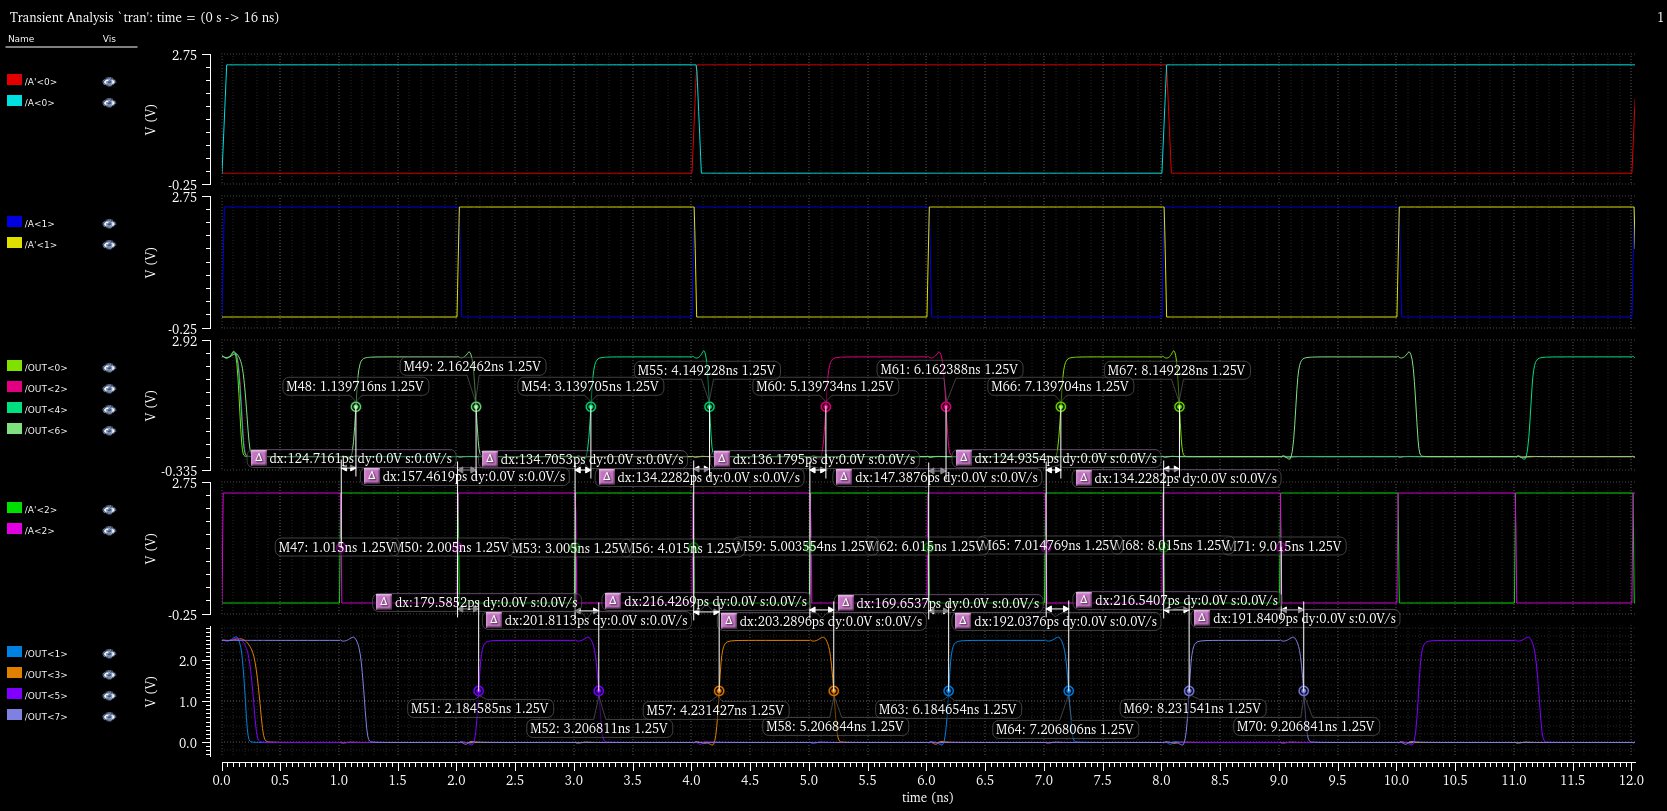 Transient Analysis `tran': time = (0 s -> 16 ns)
1
Name Vis
/A'<0>
/A<0>
2.75
V (V)
-0.25
/A<1>
/A'<1>
2.75
V (V)
-0.25
/OUT<0>
/OUT<2>
/OUT<4>
/OUT<6>
2.92
V (V)
-0.335
M49: 2.162462ns 1.25V
M55: 4.149228ns 1.25V
M61: 6.162388ns 1.25V
M67: 8.149228ns 1.25V
M48: 1.139716ns 1.25V
M54: 3.139705ns 1.25V
M60: 5.139734ns 1.25V
M66: 7.139704ns 1.25V
dx:124.7161ps dy:0.0V s:0.0V/s
dx:134.7053ps dy:0.0V s:0.0V/s
dx:136.1795ps dy:0.0V s:0.0V/s
dx:124.9354ps dy:0.0V s:0.0V/s
dx:157.4619ps dy:0.0V s:0.0V/s
dx:134.2282ps dy:0.0V s:0.0V/s
dx:147.3876ps dy:0.0V s:0.0V/s
dx:134.2282ps dy:0.0V s:0.0V/s
/A'<2>
/A<2>
2.75
V (V)
-0.25
M47: 1.015ns 1.25V
M50: 2.005ns 1.25V
M53: 3.005ns 1.25V
M56: 4.015ns 1.25V
M59: 5.003554ns 1.25V
M62: 6.015ns 1.25V
M65: 7.014769ns 1.25V
M68: 8.015ns 1.25V
M71: 9.015ns 1.25V
dx:179.5852ps dy:0.0V s:0.0V/s
dx:216.4269ps dy:0.0V s:0.0V/s
dx:169.6537ps dy:0.0V s:0.0V/s
dx:216.5407ps dy:0.0V s:0.0V/s
dx:201.8113ps dy:0.0V s:0.0V/s
dx:203.2896ps dy:0.0V s:0.0V/s
dx:192.0376ps dy:0.0V s:0.0V/s
dx:191.8409ps dy:0.0V s:0.0V/s
/OUT<1>
/OUT<3>
/OUT<5>
/OUT<7>
2.0
1.0
0.0
V (V)
M51: 2.184585ns 1.25V
M57: 4.231427ns 1.25V
M63: 6.184654ns 1.25V
M69: 8.231541ns 1.25V
M52: 3.206811ns 1.25V
M58: 5.206844ns 1.25V
M64: 7.206806ns 1.25V
M70: 9.206841ns 1.25V
0.0 0.5 1.0 1.5 2.0 2.5 3.0 3.5 4.0 4.5 5.0 5.5 6.0 6.5 7.0 7.5 8.0 8.5 9.0 9.5 10.0 10.5 11.0 11.5 12.0
time (ns)